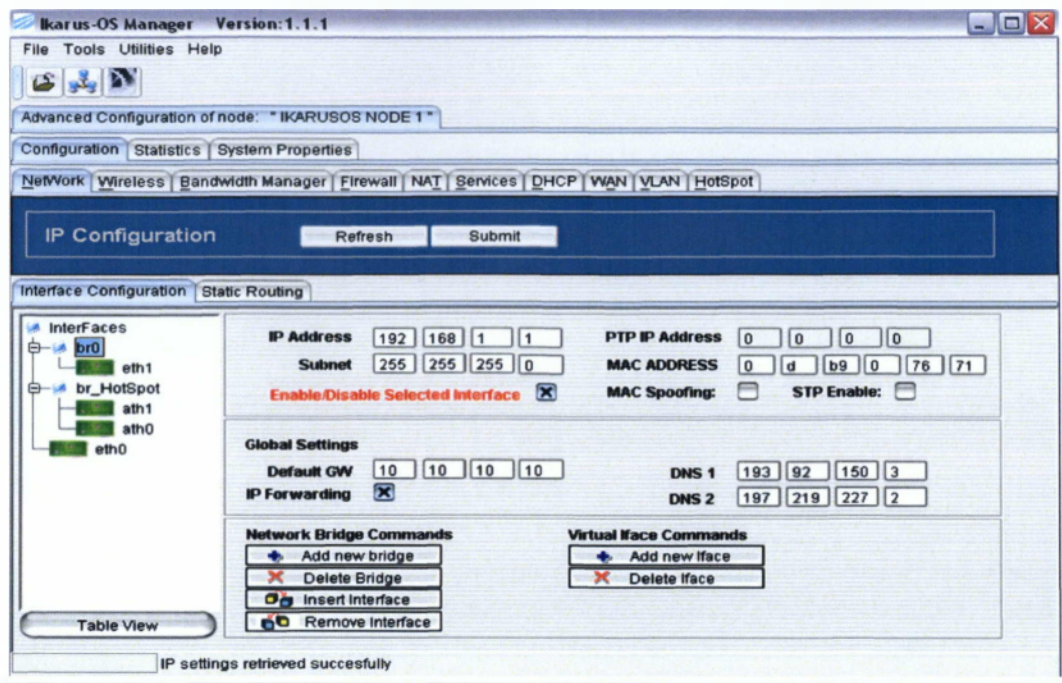 Ikarus-OS Manager Version:1.1.1
File Tools Utilities Help
Advanced Configuration of node: " IKARUSOS NODE 1 "
Configuration Statistics System Properties
NetWork Wireless Bandwidth Manager Firewall NAT Services DHCP WAN VLAN HotSpot
IP Configuration Refresh Submit
Interface Configuration Static Routing
InterFaces
br0
eth1
br_HotSpot
ath1
ath0
eth0
Table View
IP Address 192 168 1 1 PTP IP Address 0 0 0 0
Subnet 255 255 255 0 MAC ADDRESS 0 d b9 0 76 71
Enable/Disable Selected Interface MAC Spoofing: STP Enable:
Global Settings
Default GW 10 10 10 10 DNS 1 193 92 150 3
IP Forwarding DNS 2 197 219 227 2
Network Bridge Commands Virtual Iface Commands
Add new bridge Add new Iface
Delete Bridge Delete Iface
Insert Interface
Remove Interface
IP settings retrieved succesfully